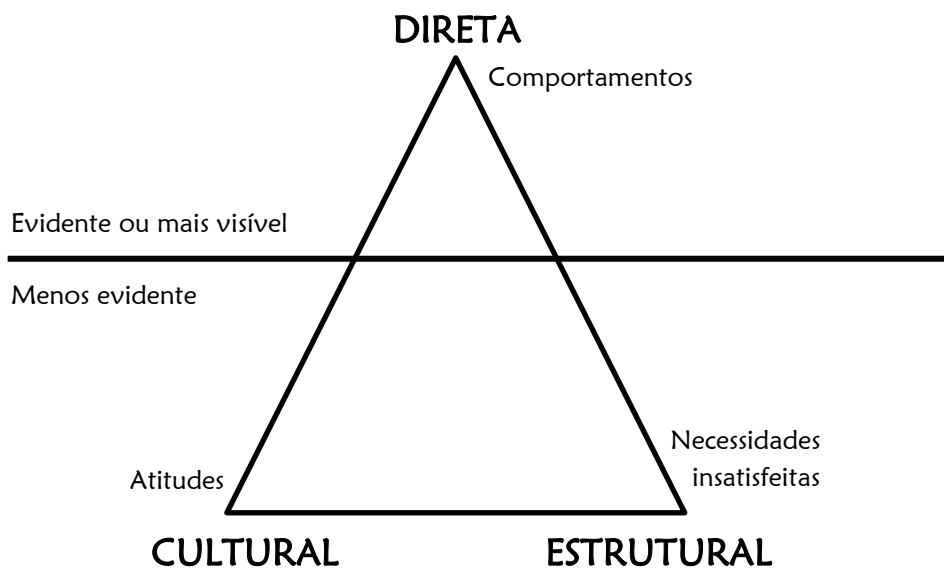 DIRETA
Comportamentos
Evidente ou mais visível
Menos evidente
Necessidades
insatisfeitas
Atitudes
CULTURAL
ESTRUTURAL